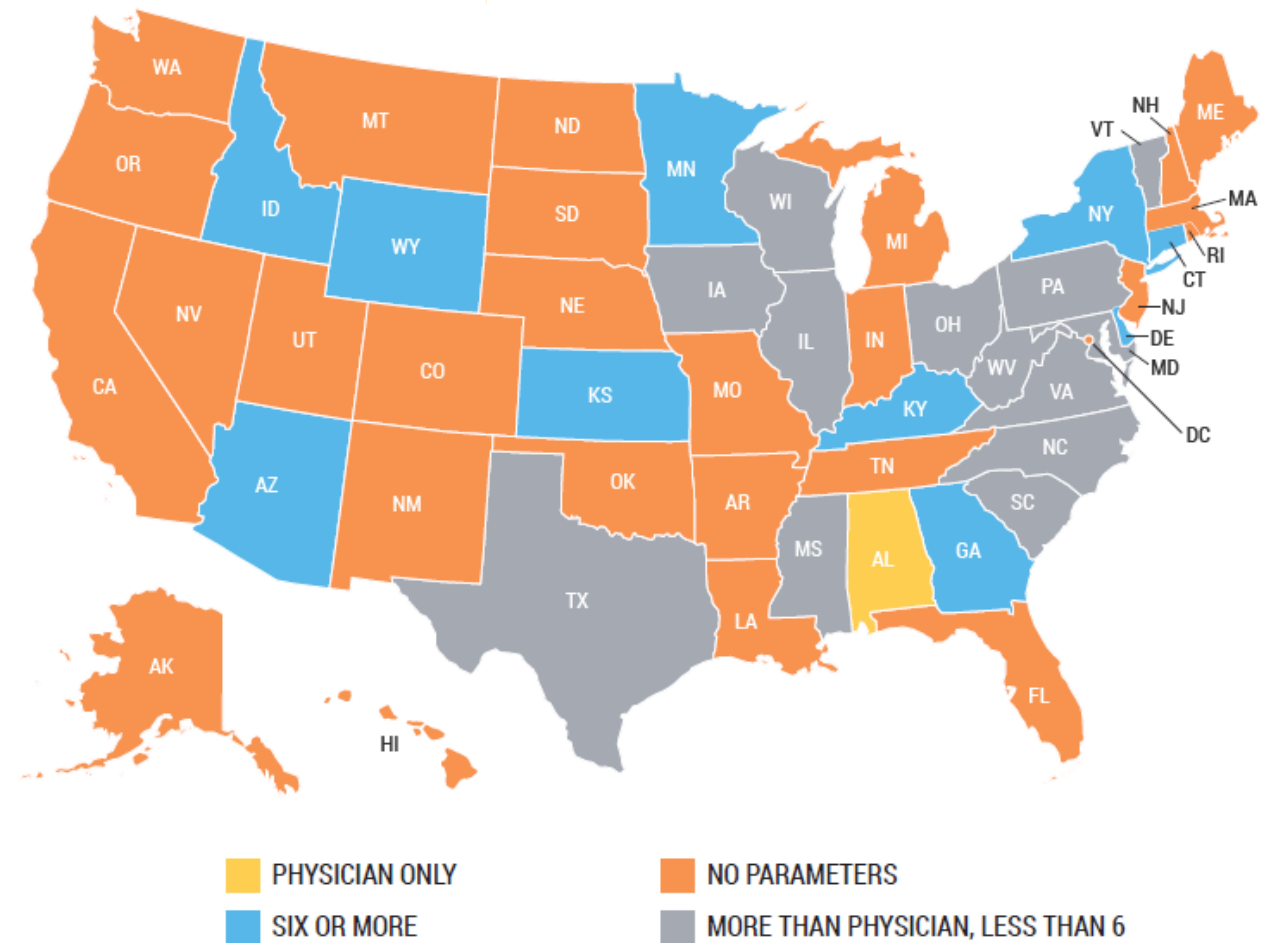 WA
MT
ND
MN
NH
ME
VT
OR
ID
SD
WI
NY
MA
WY
MI
RI
CT
NE
IA
PA
NJ
NV
UT
CO
IL
IN
OH
DE
MD
CA
KS
MO
WV
VA
KY
DC
NC
TN
AZ
NM
OK
AR
SC
MS
AL
GA
TX
LA
AK
FL
HI
PHYSICIAN ONLY
NO PARAMETERS
SIX OR MORE
MORE THAN PHYSICIAN, LESS THAN 6